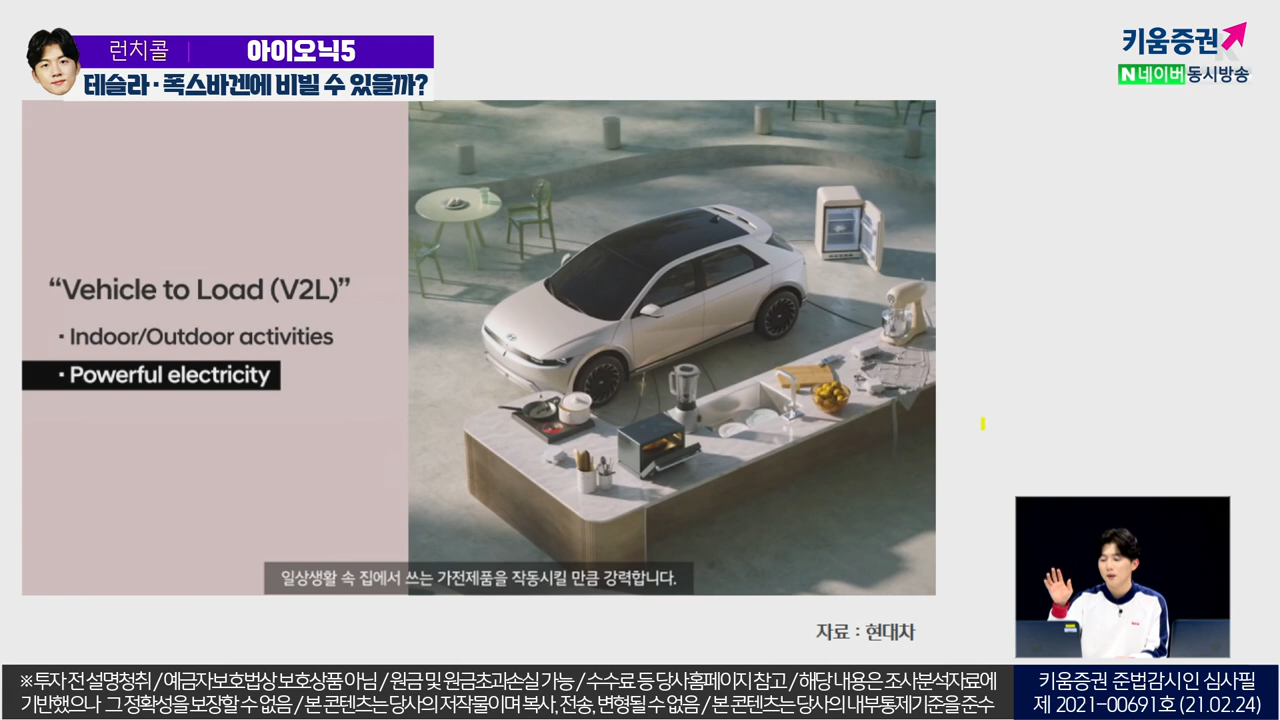 런치콜 | 아이오닉5
테슬라·폭스바겐에 비빌 수 있을까?
키움증권
N 네이버 동시방송
“Vehicle to Load (V2L)”
· Indoor/Outdoor activities
· Powerful electricity
일상생활 속 집에서 쓰는 가전제품을 작동시킬 만큼 강력합니다.
자료 : 현대차
※ 투자 전 설명청취 / 예금자보호법상 보호상품 아님 / 원금 및 원금초과손실 가능 / 수수료 등 당사홈페이지 참고 / 해당 내용은 조사분석자료에
기반했으나 그 정확성을 보장할 수 없음 / 본 콘텐츠는 당사의 저작물이며 복사, 전송, 변형될 수 없음 / 본 콘텐츠는 당사의 내부통제기준을 준수
키움증권 준법감시인 심사필
제 2021-00691호 (21.02.24)